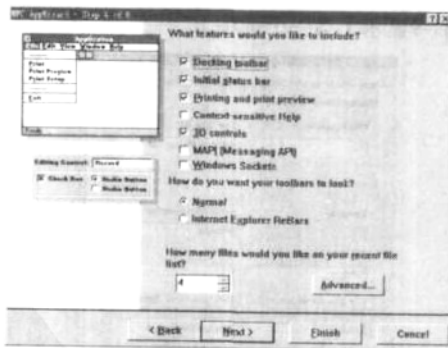 MFC AppWizard - Step 4 of 6
Application
File Edit View Window Help
Print
Print Preview
Print Setup
Exit
Ready
Editing Control: Record
Check Box
Radio Button
Radio Button
What features would you like to include?
Docking toolbar
Initial status bar
Printing and print preview
Context-sensitive Help
3D controls
MAPI (Messaging API)
Windows Sockets
How do you want your toolbars to look?
Normal
Internet Explorer ReBars
How many files would you like on your recent file
list?
4
Advanced...
< Back
Next >
Finish
Cancel